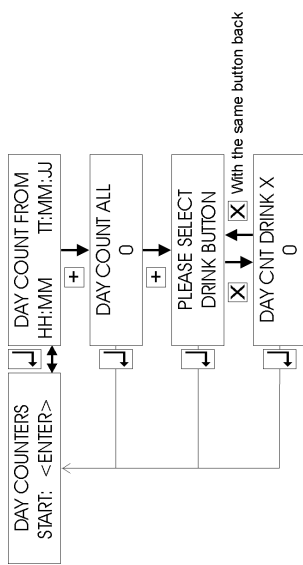 DAY COUNTERS
START: <ENTER>
DAY COUNT FROM
HH:MM TT:MM:JJ
+
DAY COUNT ALL
0
+
PLEASE SELECT
DRINK BUTTON
X
X With the same button back
DAY CNT DRINK X
0